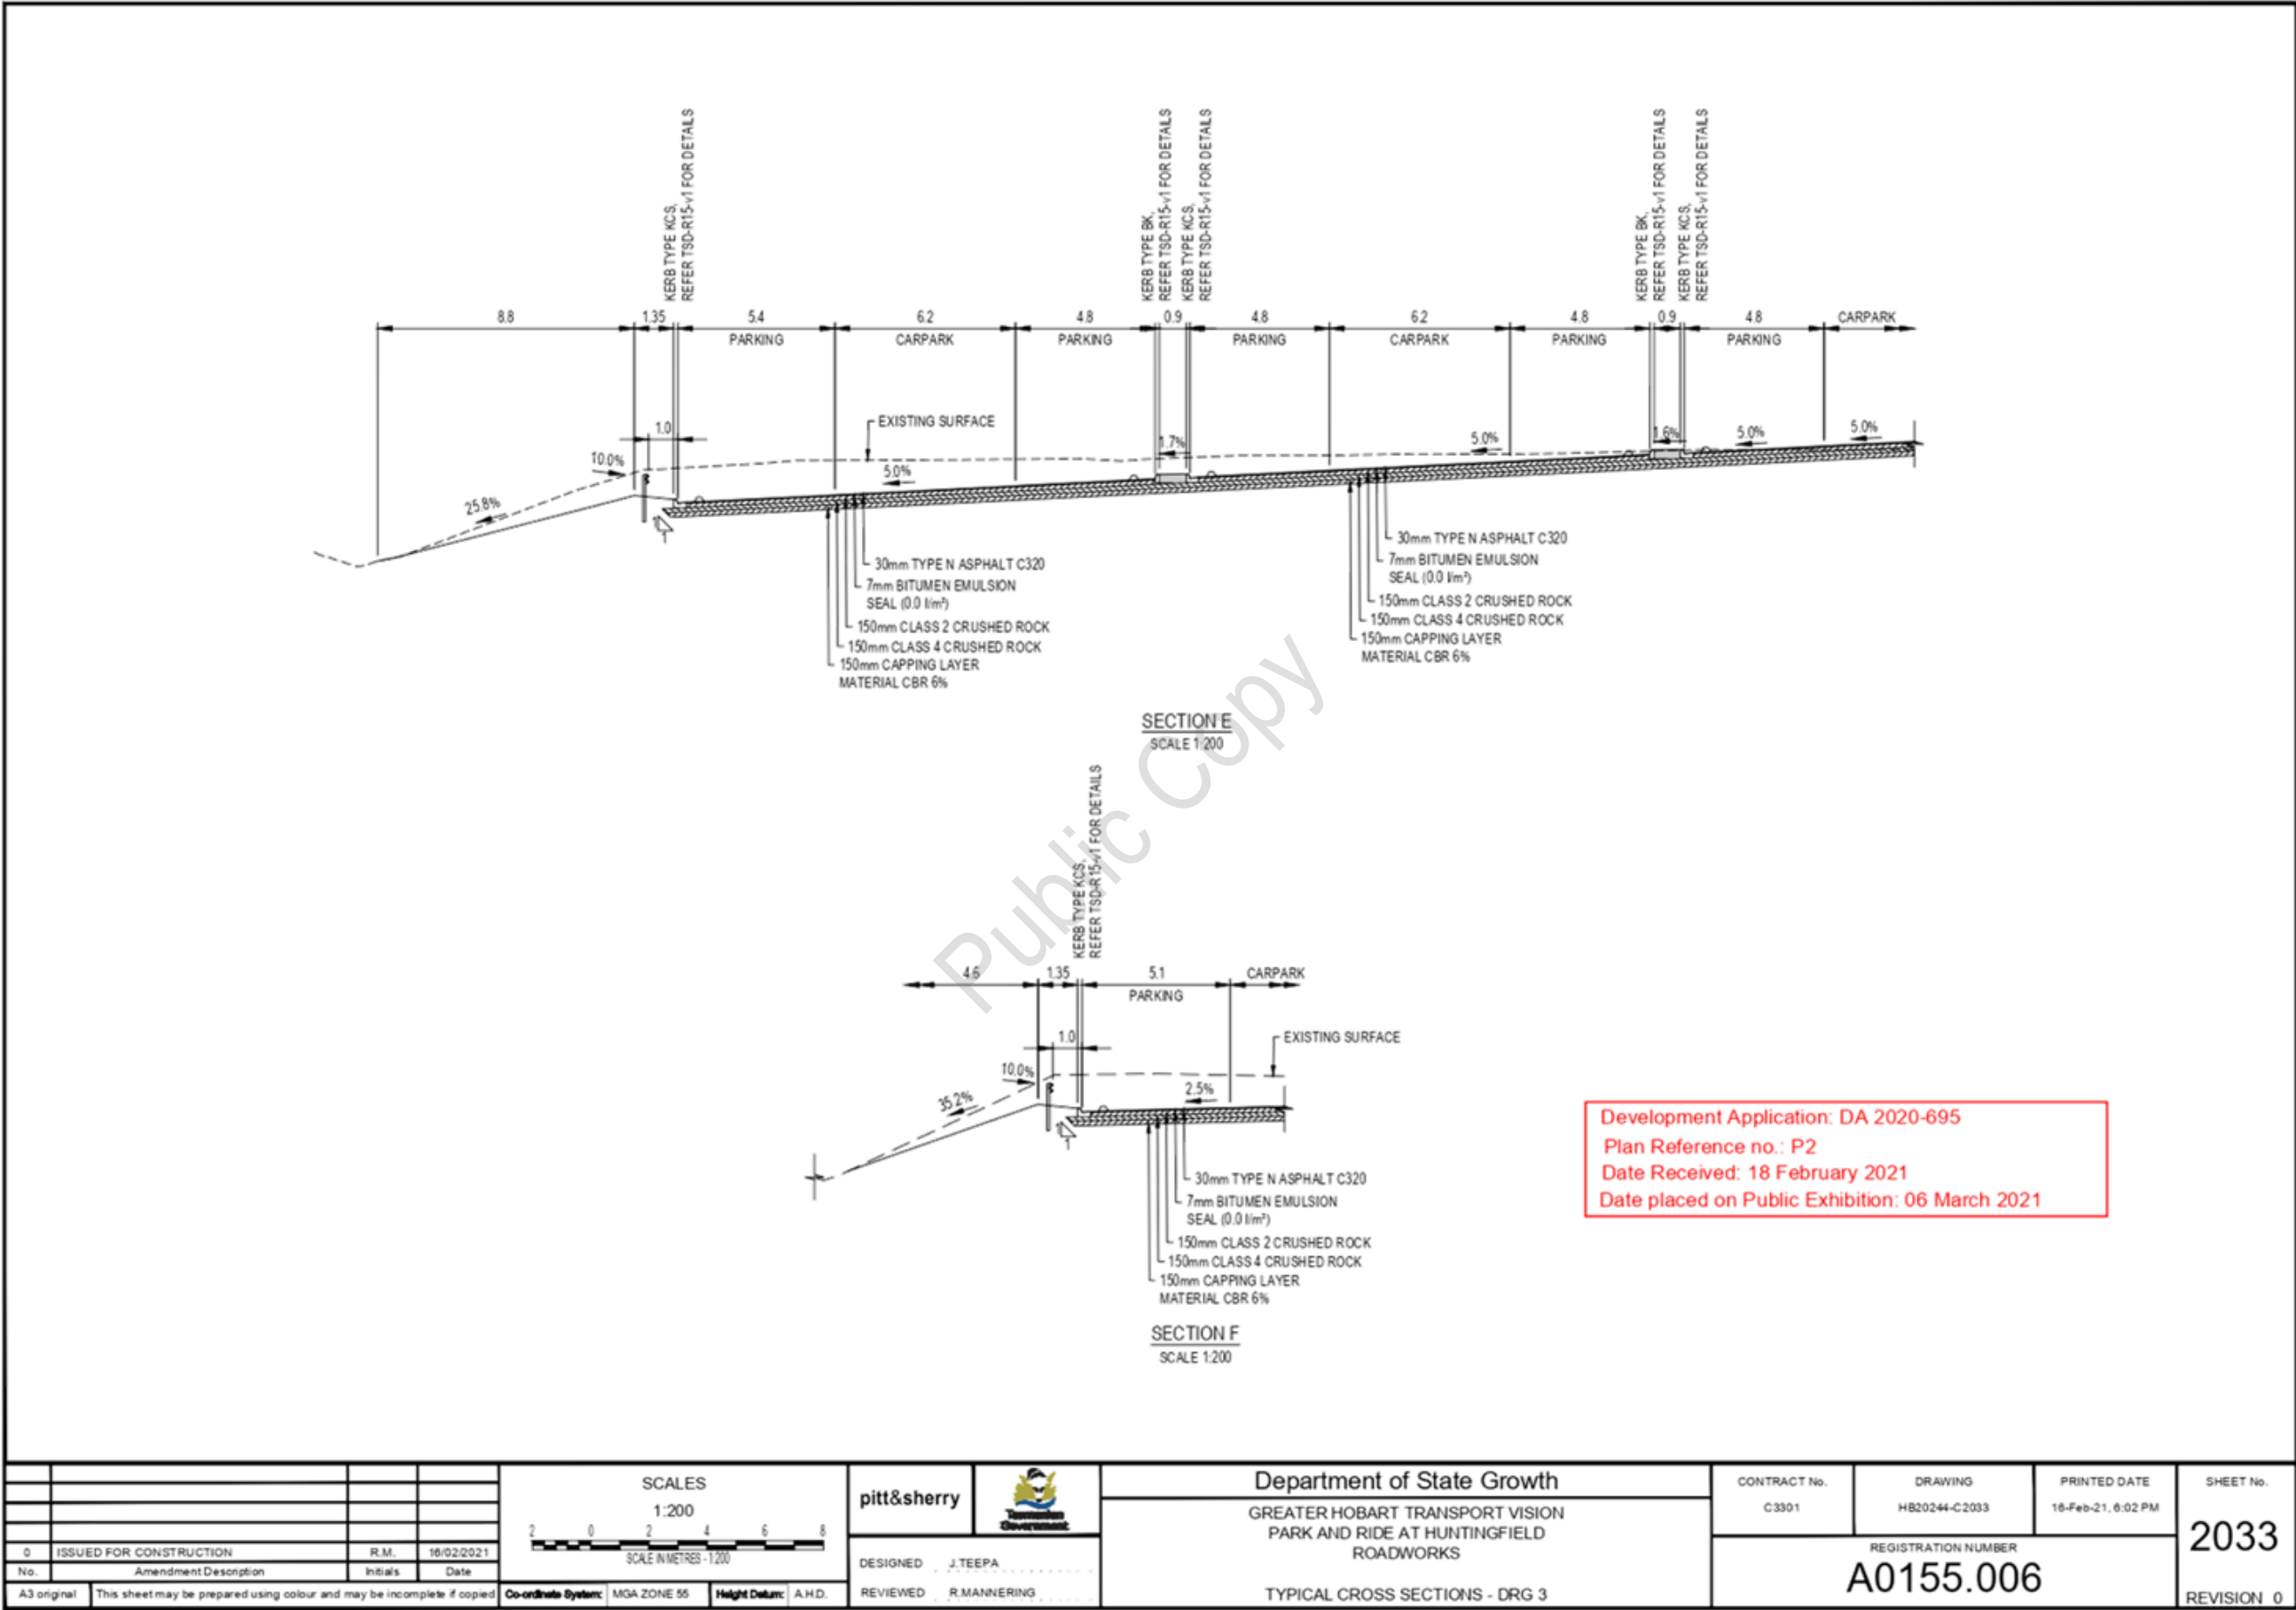 KERB TYPE KCS,
REFER TSD-R15-v1 FOR DETAILS
KERB TYPE BK,
REFER TSD-R15-v1 FOR DETAILS
KERB TYPE KCS,
REFER TSD-R15-v1 FOR DETAILS
KERB TYPE BK,
REFER TSD-R15-v1 FOR DETAILS
KERB TYPE KCS,
REFER TSD-R15-v1 FOR DETAILS
8.8 1.35 5.4 6.2 4.8 0.9 4.8 6.2 4.8 0.9 4.8 CARPARK
PARKING CARPARK PARKING PARKING CARPARK PARKING PARKING
1.0
EXISTING SURFACE
10.0%
25.8%
5.0%
1.7%
5.0%
1.6%
5.0%
5.0%
1
30mm TYPE N ASPHALT C320
7mm BITUMEN EMULSION
SEAL (0.0 l/m²)
150mm CLASS 2 CRUSHED ROCK
150mm CLASS 4 CRUSHED ROCK
150mm CAPPING LAYER
MATERIAL CBR 6%
30mm TYPE N ASPHALT C320
7mm BITUMEN EMULSION
SEAL (0.0 l/m²)
150mm CLASS 2 CRUSHED ROCK
150mm CLASS 4 CRUSHED ROCK
150mm CAPPING LAYER
MATERIAL CBR 6%
SECTION E
SCALE 1:200
Public Copy
KERB TYPE KCS,
REFER TSD-R15-v1 FOR DETAILS
4.6 1.35 5.1 CARPARK
PARKING
1.0
EXISTING SURFACE
10.0%
35.2%
2.5%
1
30mm TYPE N ASPHALT C320
7mm BITUMEN EMULSION
SEAL (0.0 l/m²)
150mm CLASS 2 CRUSHED ROCK
150mm CLASS 4 CRUSHED ROCK
150mm CAPPING LAYER
MATERIAL CBR 6%
SECTION F
SCALE 1:200
Development Application: DA 2020-695
Plan Reference no.: P2
Date Received: 18 February 2021
Date placed on Public Exhibition: 06 March 2021
0 ISSUED FOR CONSTRUCTION R.M. 16/02/2021
No. Amendment Description Initials Date
A3 original This sheet may be prepared using colour and may be incomplete if copied
SCALES
1:200
2 0 2 4 6 8
SCALE IN METRES - 1:200
Co-ordinate System: MGA ZONE 55 Height Datum: A.H.D.
pitt&sherry
Tasmanian
Government
DESIGNED J.TEEPA
REVIEWED R.MANNERING
Department of State Growth
GREATER HOBART TRANSPORT VISION
PARK AND RIDE AT HUNTINGFIELD
ROADWORKS
TYPICAL CROSS SECTIONS - DRG 3
CONTRACT No.
C3301
DRAWING
HB20244-C2033
PRINTED DATE
16-Feb-21, 6:02 PM
REGISTRATION NUMBER
A0155.006
SHEET No.
2033
REVISION 0